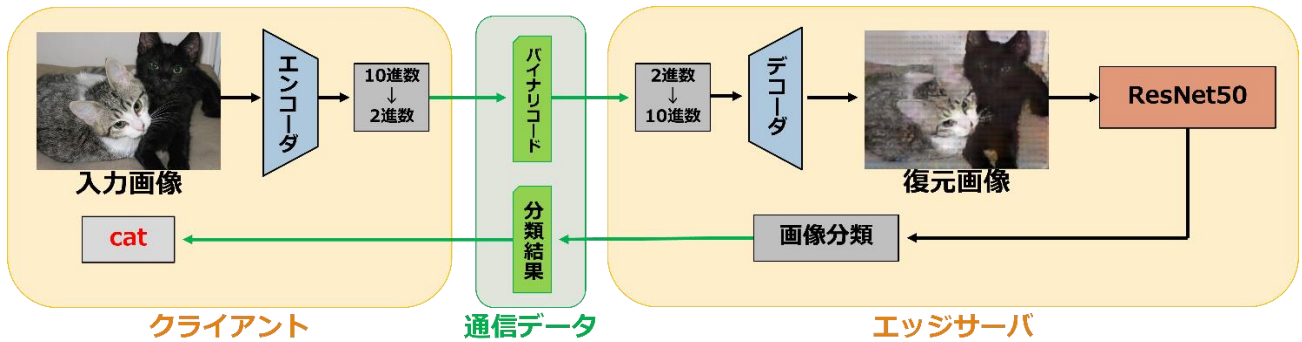 エンコーダ
10進数
↓
2進数
バイナリコード
2進数
↓
10進数
デコーダ
ResNet50
入力画像
復元画像
cat
分類結果
画像分類
クライアント
通信データ
エッジサーバ